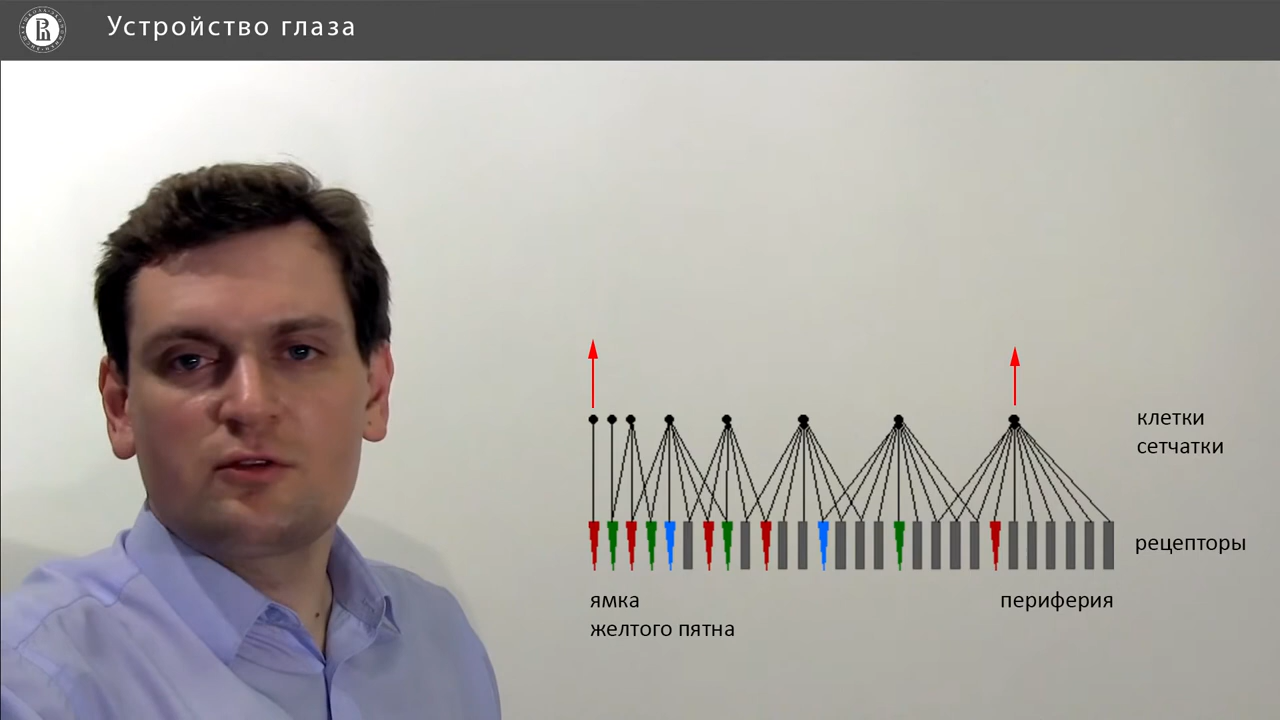 Устройство глаза
клетки
сетчатки
рецепторы
ямка
желтого пятна
периферия